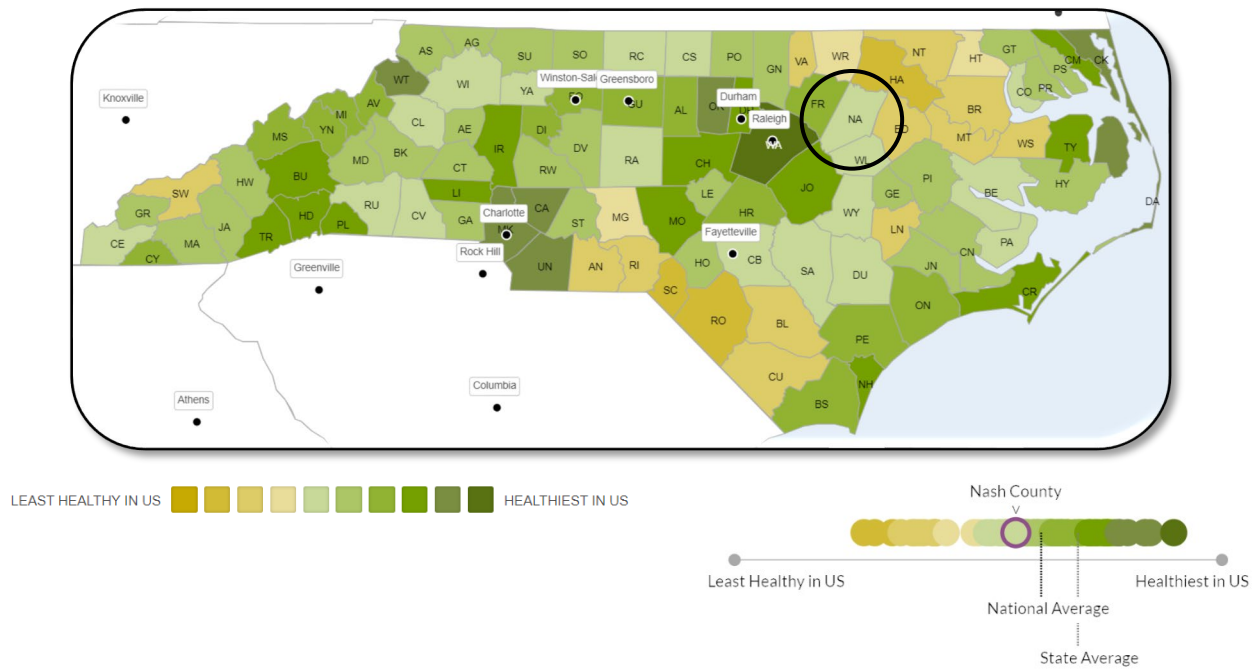 AS
AG
SU
SO
RC
CS
PO
GN
VA
WR
NT
HT
GT
CM
CK
PS
PR
CO
WT
WI
YA
Winston-Sal
Greensboro
GU
AL
Durham
Raleigh
WA
FR
NA
HA
BR
Knoxville
AV
MI
YN
MS
CL
AE
IR
DI
DV
RA
CH
WI
MT
WS
TY
MD
BK
CT
RW
SW
HW
BU
RU
CV
LI
GA
Charlotte
CA
ST
MG
MO
LE
HR
JO
WY
GE
PI
BE
HY
DA
GR
JA
HD
TR
PL
CE
CY
MA
Rock Hill
UN
AN
RI
SC
HO
Fayetteville
CB
SA
DU
LN
JN
CN
PA
Greenville
RO
BL
ON
CR
PE
CU
BS
NH
Athens
Columbia
LEAST HEALTHY IN US
HEALTHIEST IN US
Nash County
Least Healthy in US
Healthiest in US
National Average
State Average